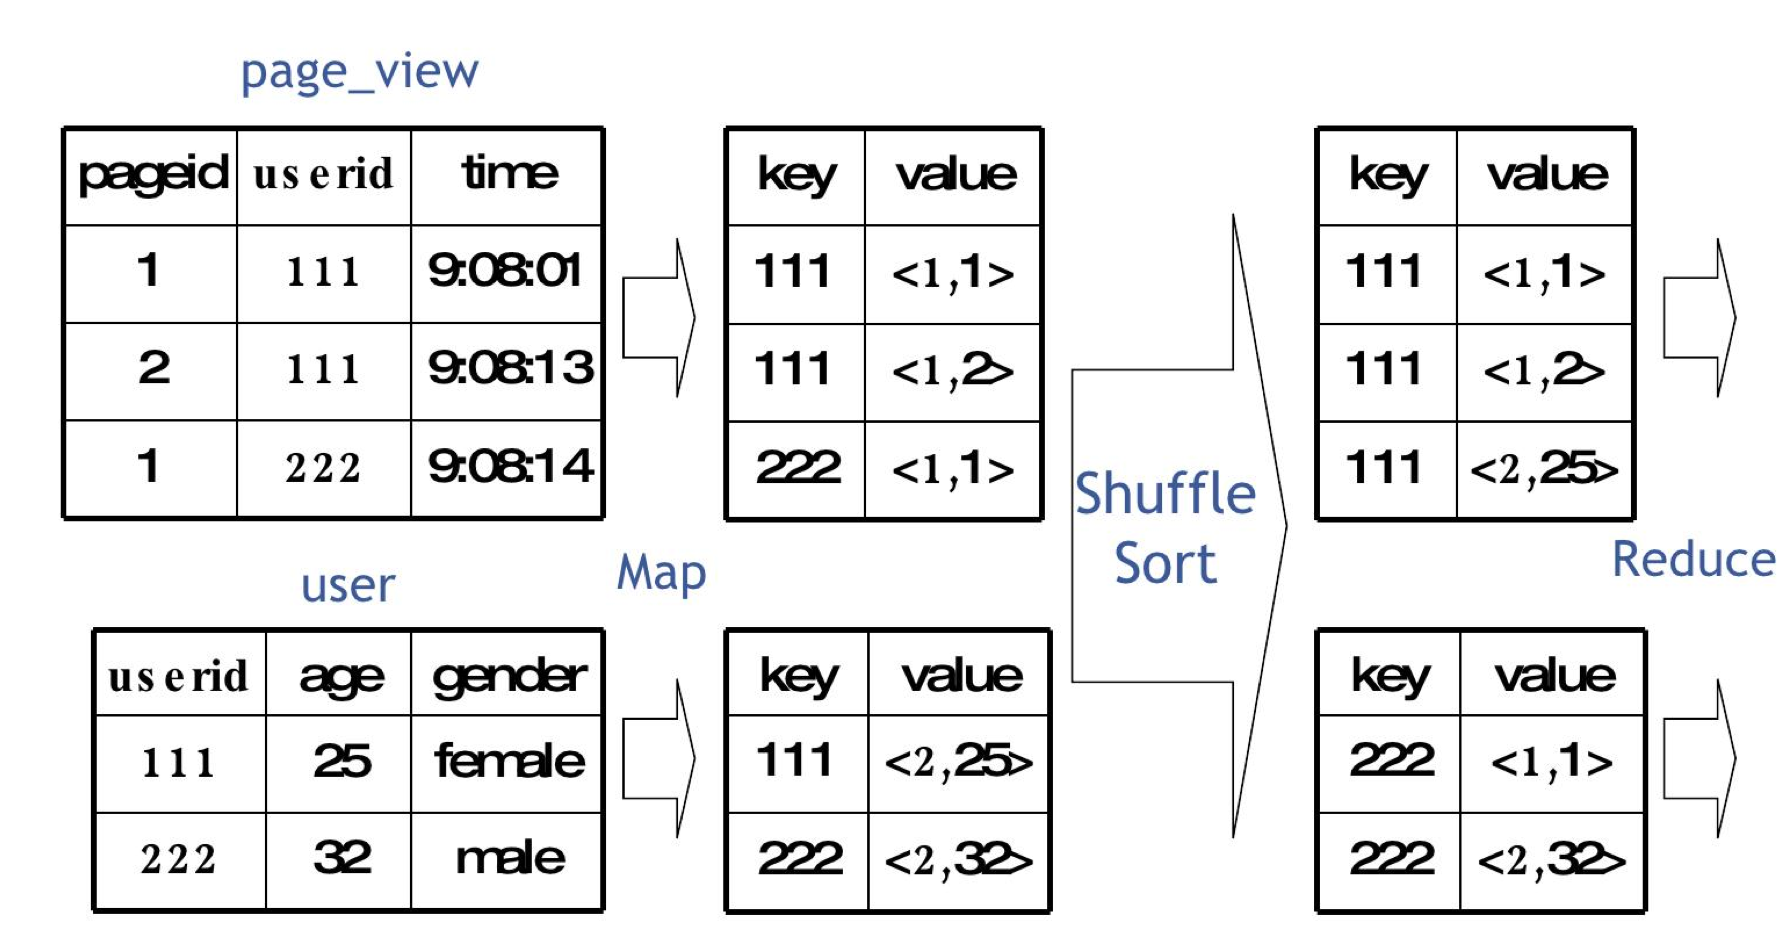 page_view
pageid userid time
1 111 9:08:01
2 111 9:08:13
1 222 9:08:14
key value
111 <1,1>
111 <1,2>
222 <1,1>
key value
111 <1,1>
111 <1,2>
111 <2,25>
Shuffle
Sort
Map
Reduce
user
userid age gender
111 25 female
222 32 male
key value
111 <2,25>
222 <2,32>
key value
222 <1,1>
222 <2,32>